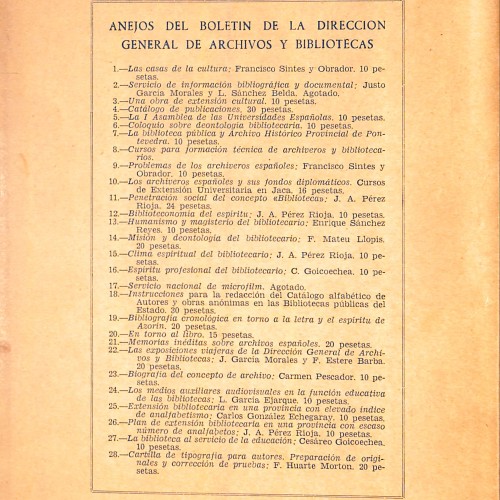 ANEJOS DEL BOLETIN DE LA DIRECCION
GENERAL DE ARCHIVOS Y BIBLIOTECAS
1.—Las casas de la cultura; Francisco Sintes y Obrador. 10 pe-
setas.
2.—Servicio de información bibliográfica y documental; Justo
García Morales y L. Sánchez Belda. Agotado.
3.—Una obra de extensión cultural. 10 pesetas.
4.—Catálogo de publicaciones. 30 pesetas.
5.—La I Asamblea de las Universidades Españolas. 10 pesetas.
6.—Coloquio sobre deontología bibliotecaria. 10 pesetas.
7.—La biblioteca pública y Archivo Histórico Provincial de Pon-
tevedra. 10 pesetas.
8.—Cursos para formación técnica de archiveros y biblioteca-
rios.
9.—Problemas de los archiveros españoles; Francisco Sintes y
Obrador. 10 pesetas.
10.—Los archiveros españoles y sus fondos diplomáticos. Cursos
de Extensión Universitaria en Jaca. 16 pesetas.
11.—Penetración social del concepto «Biblioteca»; J. A. Pérez
Rioja. 24 pesetas.
12.—Biblioteconomía del espíritu; J. A. Pérez Rioja. 10 pesetas.
13.—Humanismo y magisterio del bibliotecario; Enrique Sánchez
Reyes. 10 pesetas.
14.—Misión y deontología del bibliotecario; F. Mateu Llopis.
20 pesetas.
15.—Clima espiritual del bibliotecario; J. A. Pérez Rioja. 10 pe-
setas.
16.—Espíritu profesional del bibliotecario; C. Goicoechea. 10 pe-
setas.
17.—Servicio nacional de microfilm. Agotado.
18.—Instrucciones para la redacción del Catálogo alfabético de
Autores y obras anónimas en las Bibliotecas públicas del
Estado. 30 pesetas.
19.—Bibliografía cronológica en torno a la letra y el espíritu de
Azorín. 20 pesetas.
20.—En torno al libro. 15 pesetas.
21.—Memorias inéditas sobre archivos españoles. 20 pesetas.
22.—Las exposiciones viajeras de la Dirección General de Archi-
vos y Bibliotecas; J. García Morales y F. Estere Barba.
20 pesetas.
23.—Biografía del concepto de archivo; Carmen Pescador. 10 pe-
setas.
24.—Los medios auxiliares audiovisuales en la función educativa
de las bibliotecas; L. García Ejarque. 10 pesetas.
25.—Extensión bibliotecaria en una provincia con elevado índice
de analfabetismo; Carlos González Echegaray. 10 pesetas.
26.—Plan de extensión bibliotecaria en una provincia con escaso
número de analfabetos; J. A. Pérez Rioja. 10 pesetas.
27.—La biblioteca al servicio de la educación; Cesáreo Goicoechea.
10 pesetas.
28.—Cartilla de tipografía para autores. Preparación de origi-
nales y corrección de pruebas; F. Huarte Morton. 20 pe-
setas.